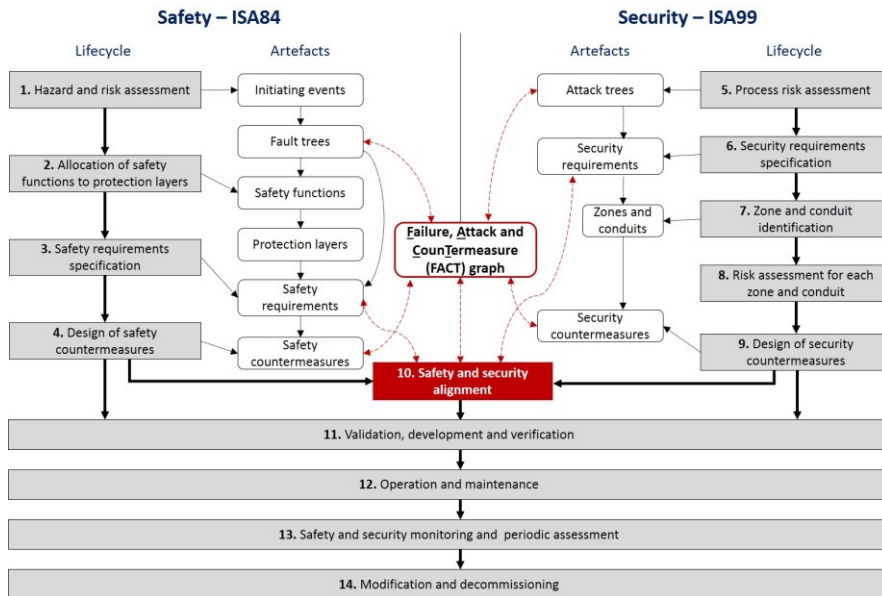 Safety – ISA84
Security – ISA99
Lifecycle
Artefacts
Artefacts
Lifecycle
1. Hazard and risk assessment
Initiating events
Attack trees
5. Process risk assessment
Fault trees
2. Allocation of safety
functions to protection layers
Security
requirements
6. Security requirements
specification
Safety functions
Zones and
conduits
7. Zone and conduit
identification
Failure, Attack and
CounTermeasure
(FACT) graph
3. Safety requirements
specification
Protection layers
8. Risk assessment for each
zone and conduit
Safety
requirements
4. Design of safety
countermeasures
Safety
countermeasures
Security
countermeasures
9. Design of security
countermeasures
10. Safety and security
alignment
11. Validation, development and verification
12. Operation and maintenance
13. Safety and security monitoring and periodic assessment
14. Modification and decommissioning